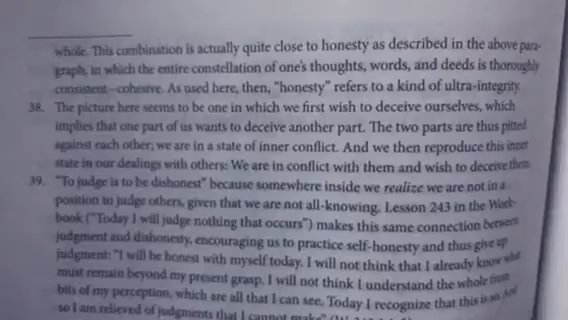 whole. This combination is actually quite close to honesty as described in the above para-
graph, in which the entire constellation of one's thoughts, words, and deeds is thoroughly
consistent—cohesive. As used here, then, "honesty" refers to a kind of ultra-integrity.
38. The picture here seems to be one in which we first wish to deceive ourselves, which
implies that one part of us wants to deceive another part. The two parts are thus pitted
against each other; we are in a state of inner conflict. And we then reproduce this inner
state in our dealings with others: We are in conflict with them and wish to deceive them.
39. "To judge is to be dishonest" because somewhere inside we realize we are not in a
position to judge others, given that we are not all-knowing. Lesson 243 in the Work-
book ("Today I will judge nothing that occurs") makes this same connection between
judgment and dishonesty, encouraging us to practice self-honesty and thus give up
judgment: "I will be honest with myself today. I will not think that I already know what
must remain beyond my present grasp. I will not think I understand the whole from
bits of my perception, which are all that I can see. Today I recognize that this is so. And
so I am relieved of judgments that I cannot make"